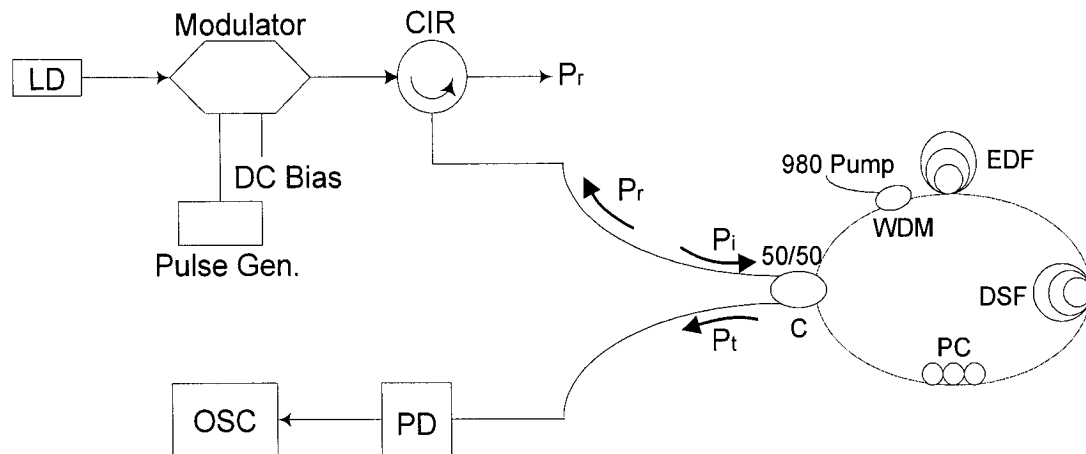 Modulator
CIR
LD
Pr
DC Bias
Pulse Gen.
980 Pump
EDF
WDM
Pr
Pi
50/50
DSF
C
Pt
PC
OSC
PD